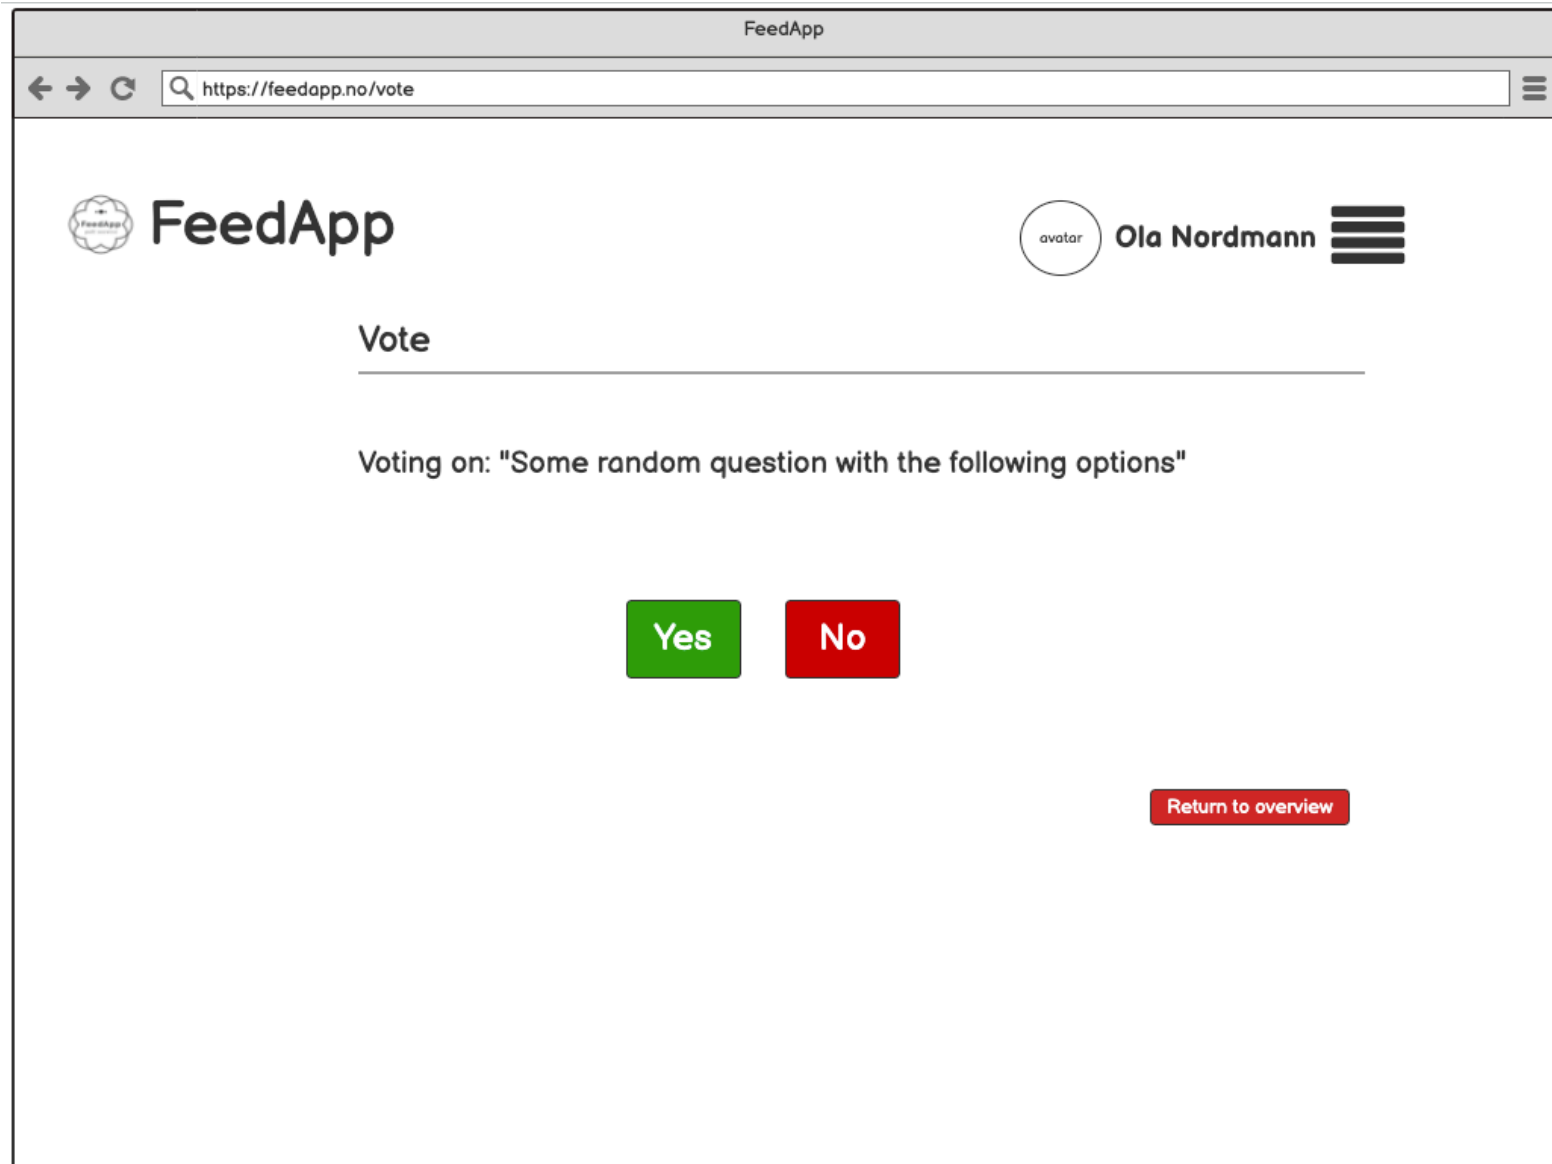 FeedApp
https://feedapp.no/vote
FeedApp
FeedApp
avatar
Ola Nordmann
Vote
Voting on: "Some random question with the following options"
Yes
No
Return to overview